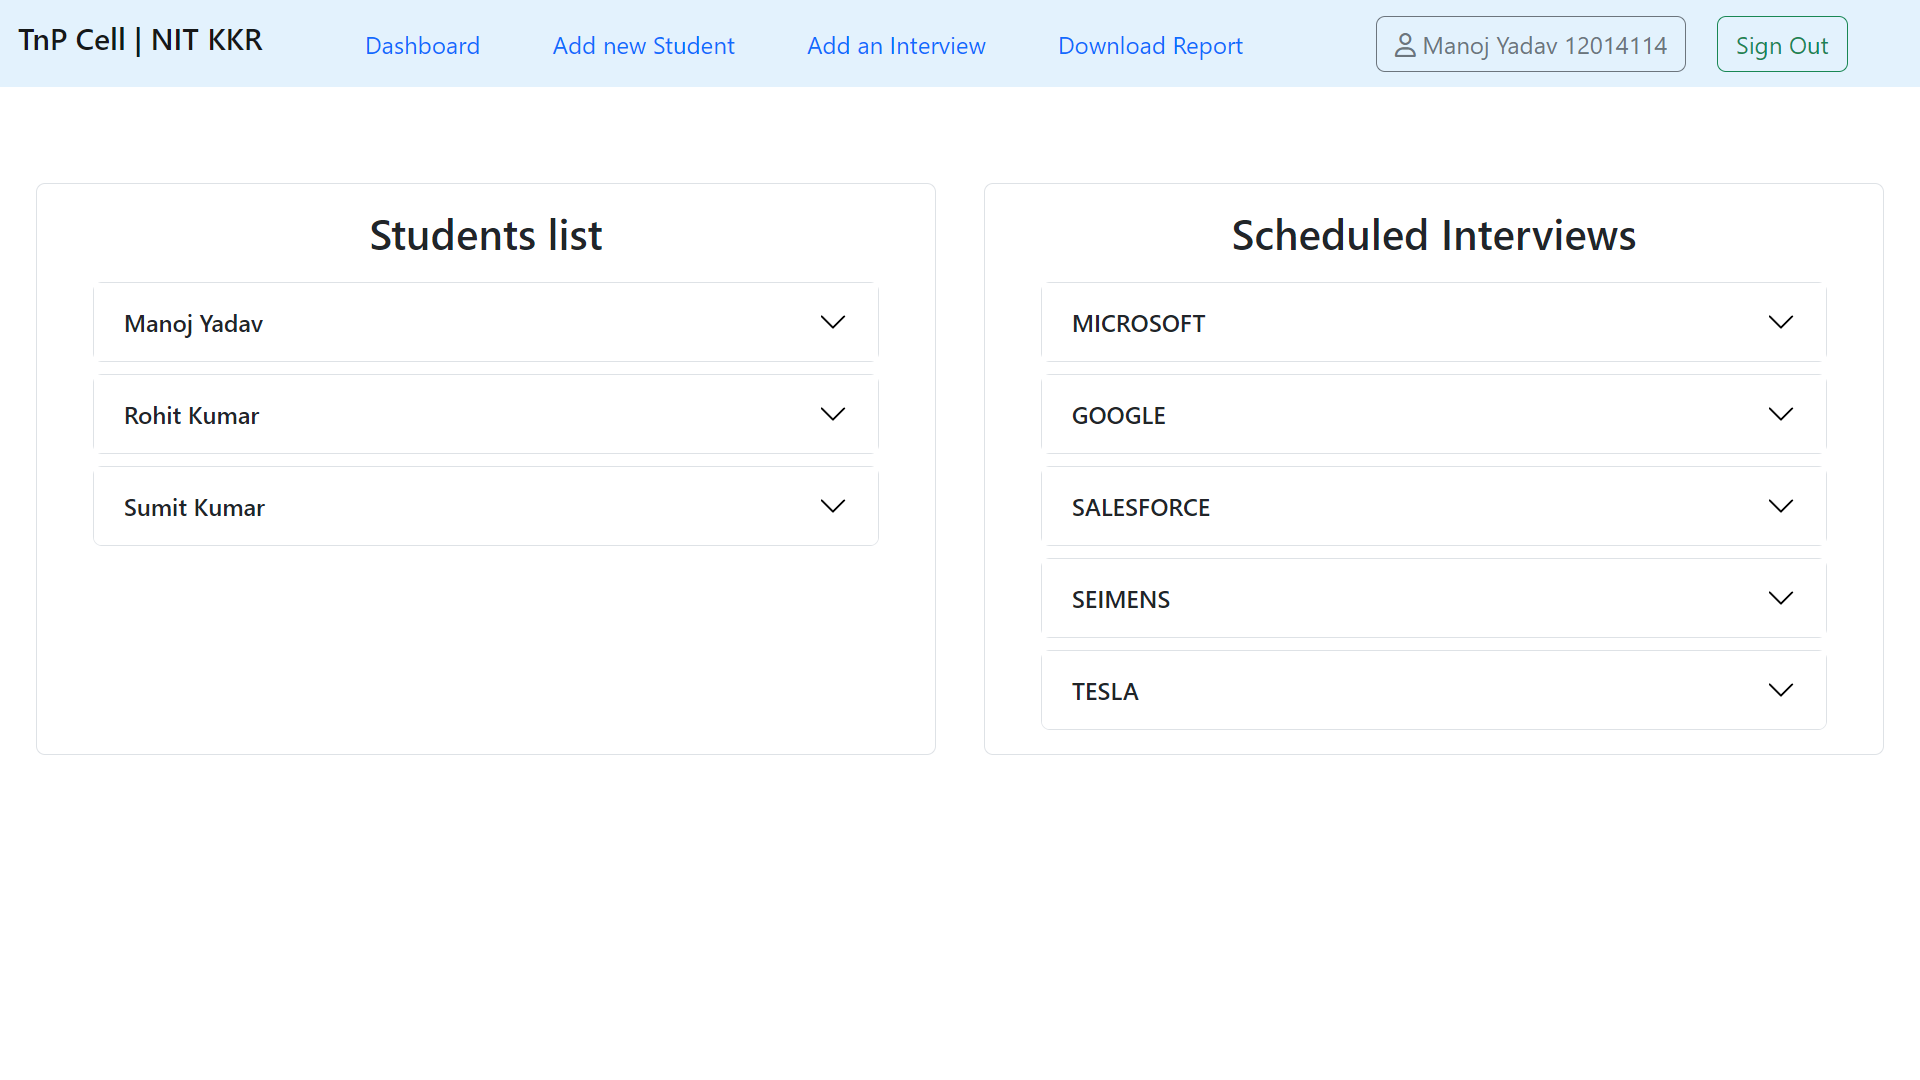 TnP Cell | NIT KKR
Dashboard
Add new Student
Add an Interview
Download Report
Manoj Yadav 12014114
Sign Out
Students list
Manoj Yadav
Rohit Kumar
Sumit Kumar
Scheduled Interviews
MICROSOFT
GOOGLE
SALESFORCE
SEIMENS
TESLA